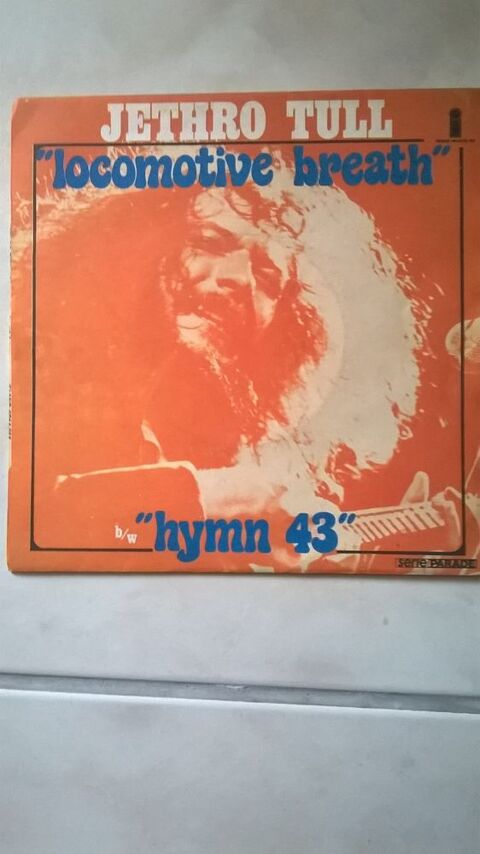 JETHRO TULL
"locomotive breath"
b/w "hymn 43"
serie PARADE